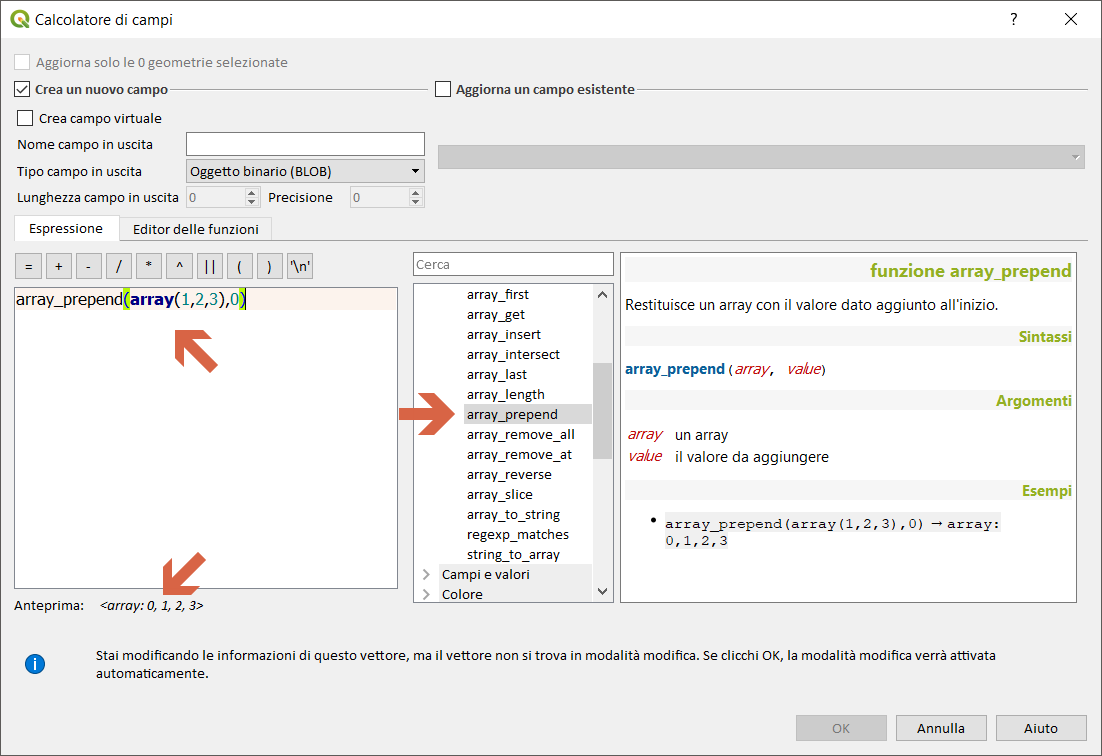 Calcolatore di campi
?
Aggiorna solo le 0 geometrie selezionate
Crea un nuovo campo
Aggiorna un campo esistente
Crea campo virtuale
Nome campo in uscita
Tipo campo in uscita
Oggetto binario (BLOB)
Lunghezza campo in uscita
0
Precisione
0
Espressione
Editor delle funzioni
= + - / * ^ || ( ) '\n'
array_prepend(array(1,2,3),0)
Anteprima: <array: 0, 1, 2, 3>
Cerca
array_first
array_get
array_insert
array_intersect
array_last
array_length
array_prepend
array_remove_all
array_remove_at
array_reverse
array_slice
array_to_string
regexp_matches
string_to_array
Campi e valori
Colore
funzione array_prepend
Restituisce un array con il valore dato aggiunto all'inizio.
Sintassi
array_prepend(array, value)
Argomenti
array un array
value il valore da aggiungere
Esempi
• array_prepend(array(1,2,3),0) → array:
0,1,2,3
i
Stai modificando le informazioni di questo vettore, ma il vettore non si trova in modalità modifica. Se clicchi OK, la modalità modifica verrà attivata
automaticamente.
OK
Annulla
Aiuto